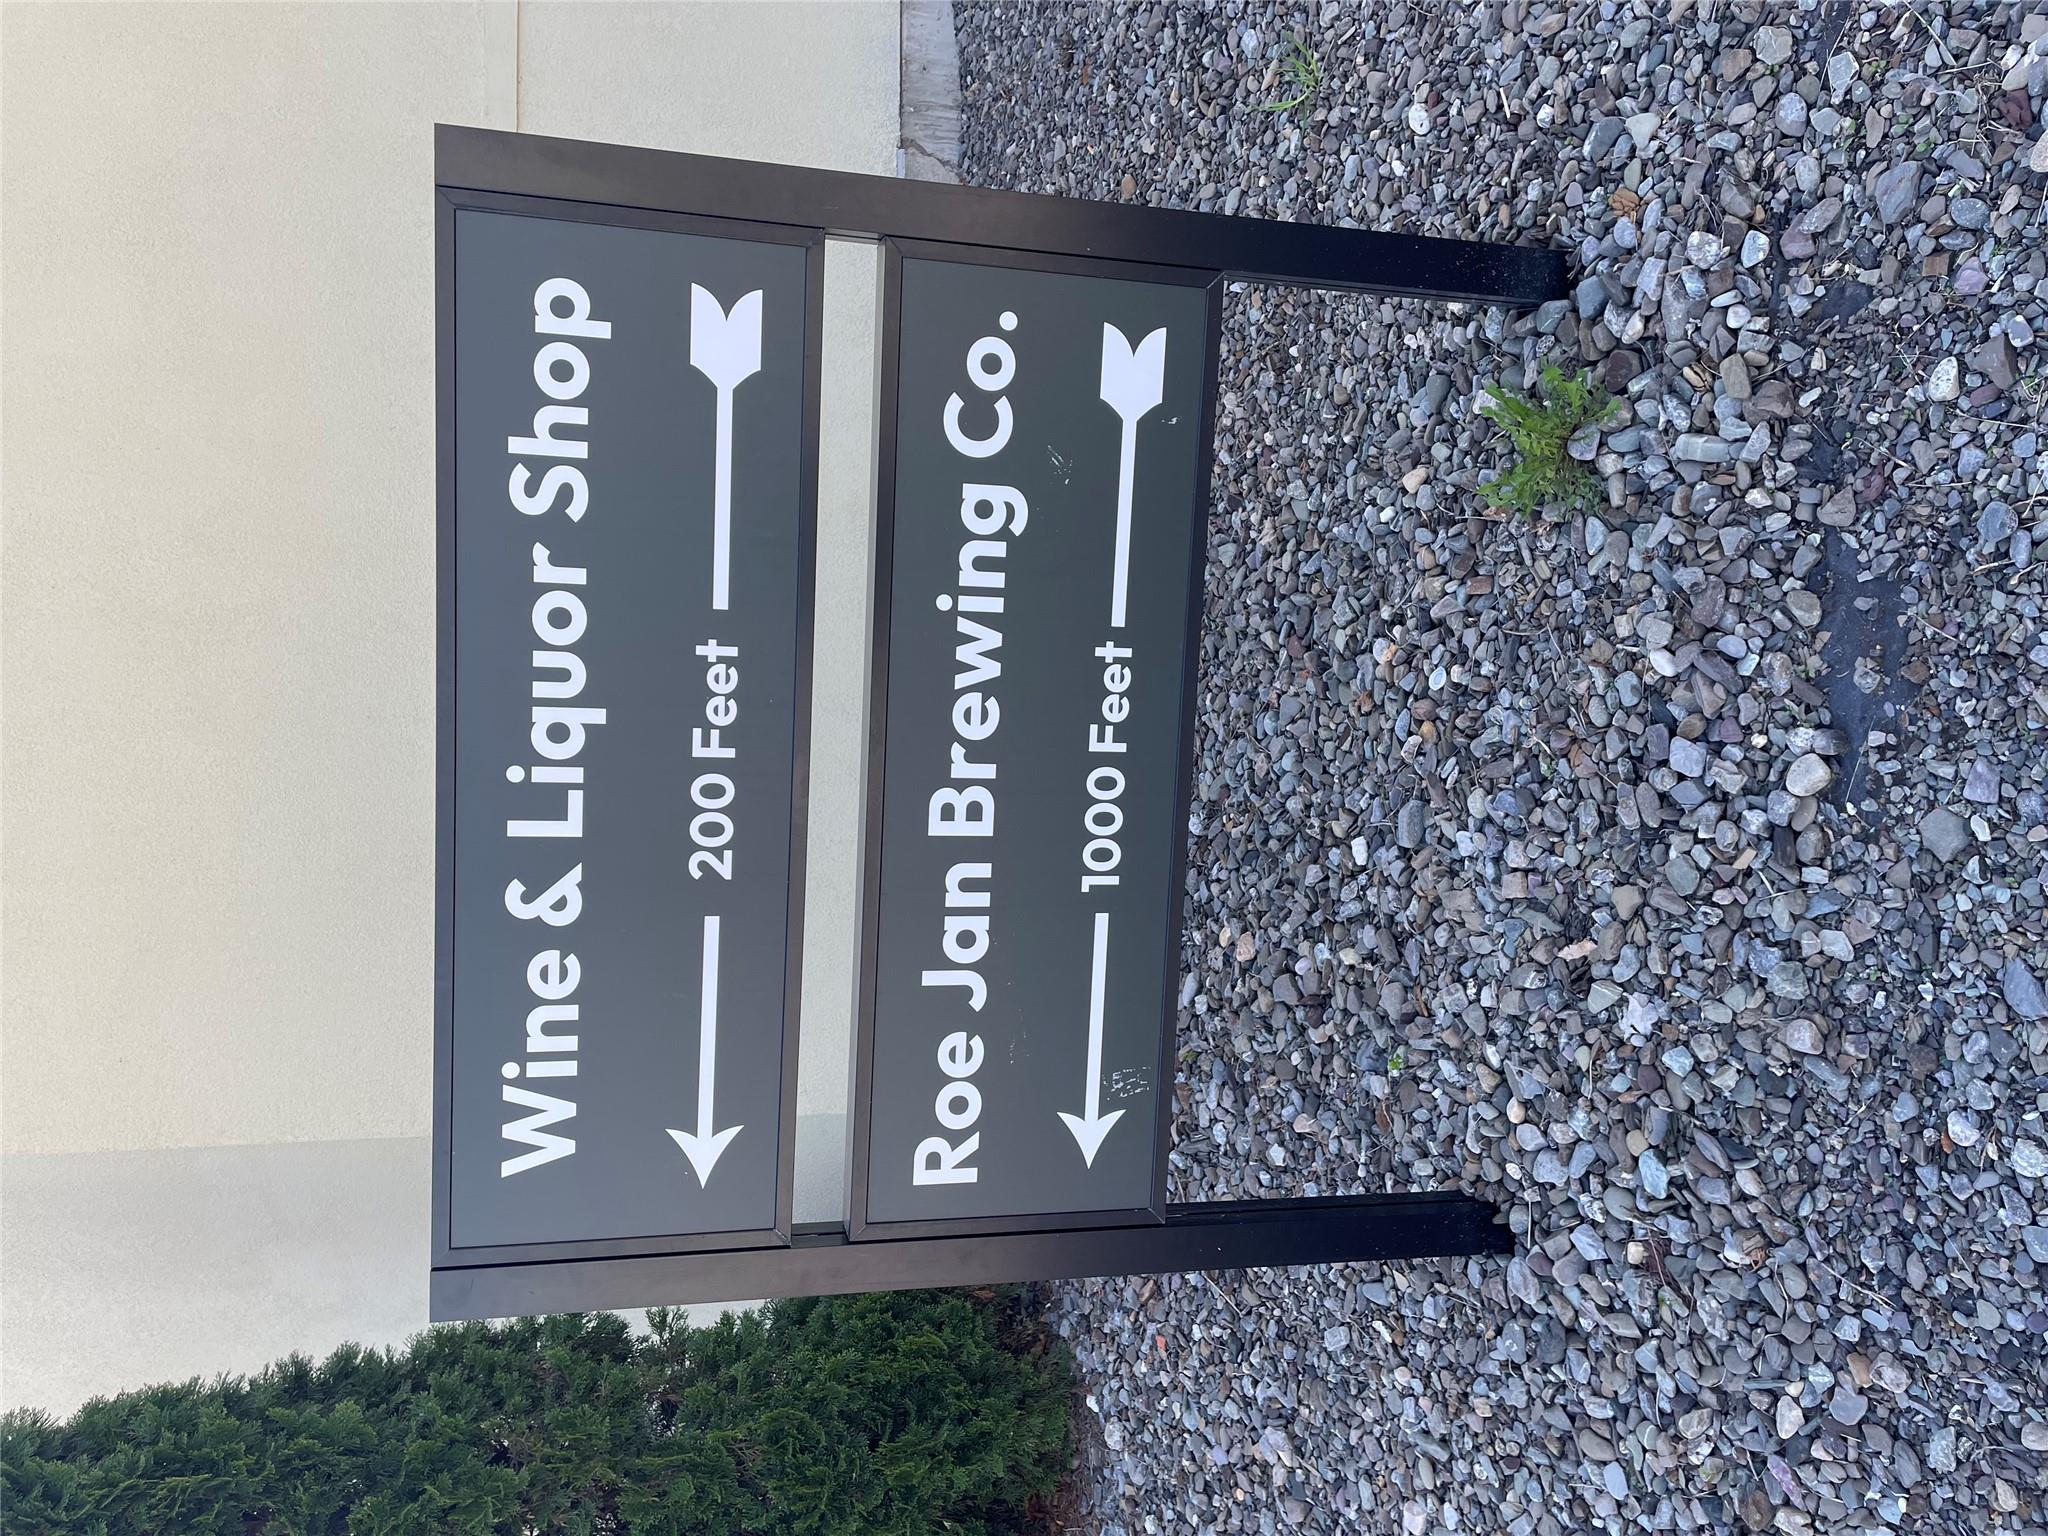 Wine & Liquor Shop
200 Feet
Roe Jan Brewing Co.
1000 Feet